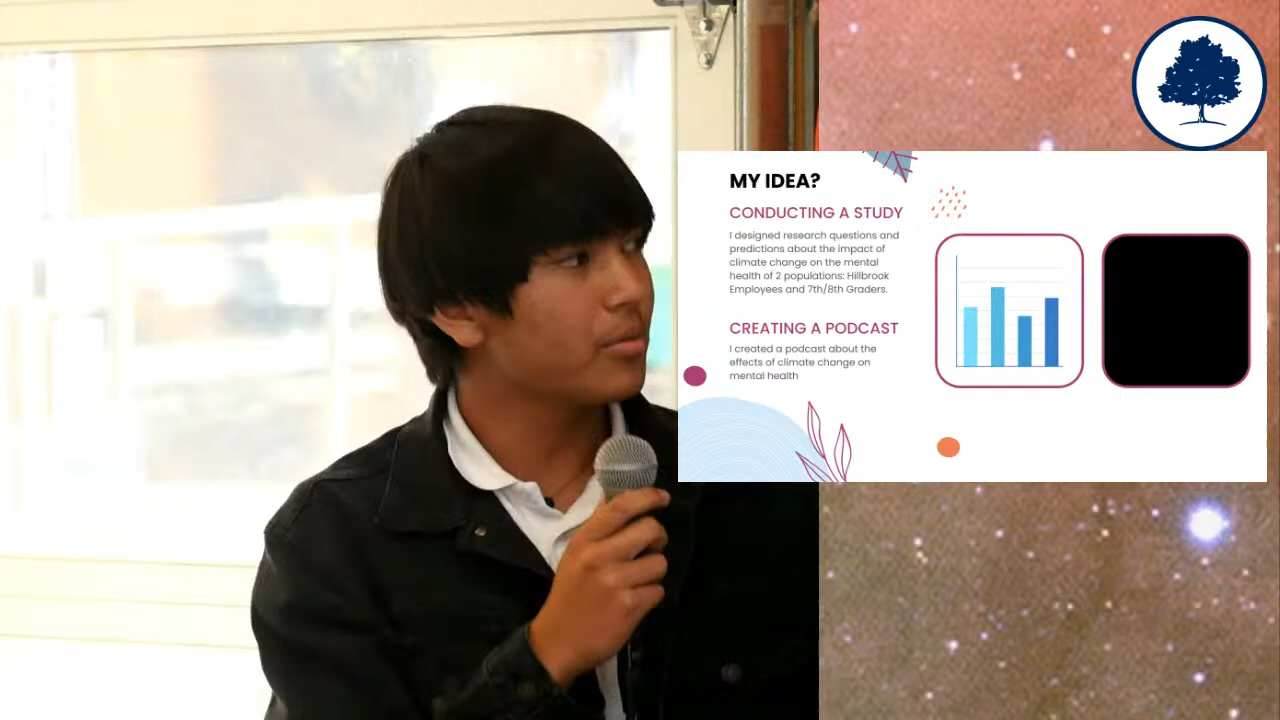 MY IDEA?
CONDUCTING A STUDY
I designed research questions and
predictions about the impact of
climate change on the mental
health of 2 populations: Hillbrook
Employees and 7th/8th Graders.
CREATING A PODCAST
I created a podcast about the
effects of climate change on
mental health